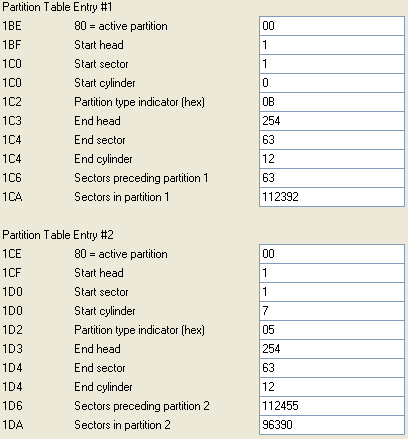 Partition Table Entry #1
1BE 80 = active partition 00
1BF Start head 1
1C0 Start sector 1
1C0 Start cylinder 0
1C2 Partition type indicator (hex) 0B
1C3 End head 254
1C4 End sector 63
1C4 End cylinder 12
1C6 Sectors preceding partition 1 63
1CA Sectors in partition 1 112392
Partition Table Entry #2
1CE 80 = active partition 00
1CF Start head 1
1D0 Start sector 1
1D0 Start cylinder 7
1D2 Partition type indicator (hex) 05
1D3 End head 254
1D4 End sector 63
1D4 End cylinder 12
1D6 Sectors preceding partition 2 112455
1DA Sectors in partition 2 96390